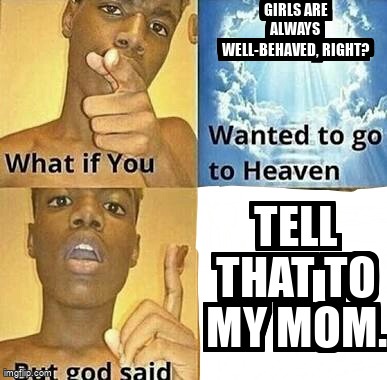 GIRLS ARE
ALWAYS
WELL-BEHAVED, RIGHT?
What if You
Wanted to go
to Heaven
But god said
TELL
THAT TO
MY MOM.
imgflip.com